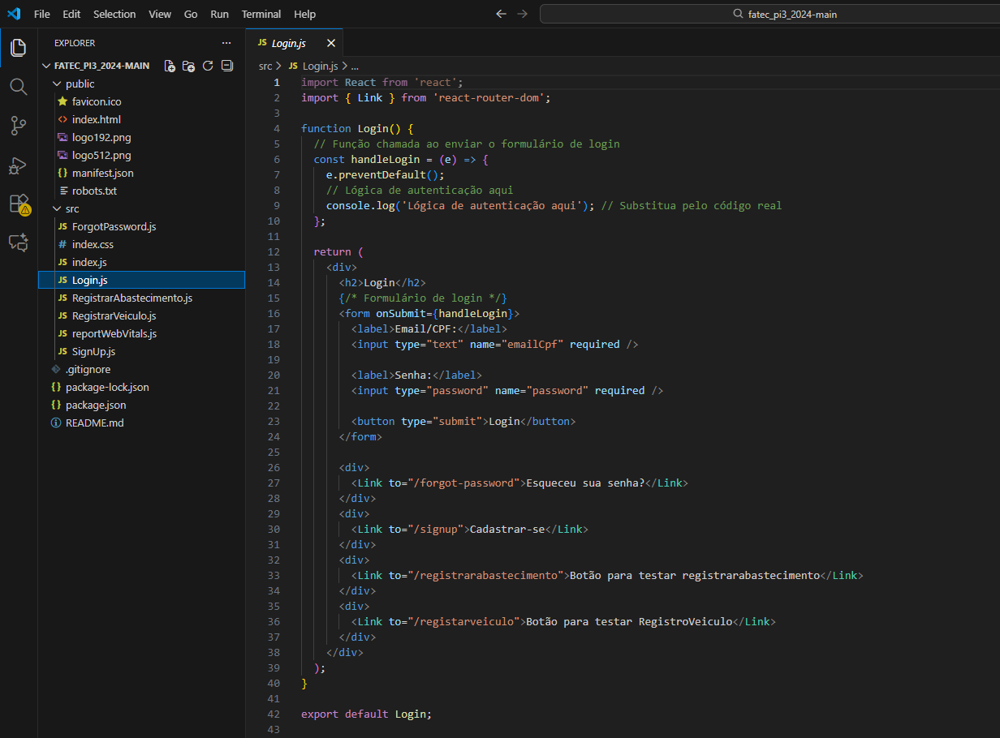 File Edit Selection View Go Run Terminal Help
fatec_pi3_2024-main
EXPLORER
FATEC_PI3_2024-MAIN
public
favicon.ico
index.html
logo192.png
logo512.png
manifest.json
robots.txt
src
ForgotPassword.js
index.css
index.js
Login.js
RegistrarAbastecimento.js
RegistrarVeiculo.js
reportWebVitals.js
SignUp.js
.gitignore
package-lock.json
package.json
README.md
JS Login.js
src > JS Login.js > ...
1 import React from 'react';
2 import { Link } from 'react-router-dom';
3
4 function Login() {
5 // Função chamada ao enviar o formulário de login
6 const handleLogin = (e) => {
7 e.preventDefault();
8 // Lógica de autenticação aqui
9 console.log('Lógica de autenticação aqui'); // Substitua pelo código real
10 };
11
12 return (
13 <div>
14 <h2>Login</h2>
15 {/* Formulário de login */}
16 <form onSubmit={handleLogin}>
17 <label>Email/CPF:</label>
18 <input type="text" name="emailCpf" required />
19
20 <label>Senha:</label>
21 <input type="password" name="password" required />
22
23 <button type="submit">Login</button>
24 </form>
25
26 <div>
27 <Link to="/forgot-password">Esqueceu sua senha?</Link>
28 </div>
29 <div>
30 <Link to="/signup">Cadastrar-se</Link>
31 </div>
32 <div>
33 <Link to="/registrarabastecimento">Botão para testar registrarabastecimento</Link>
34 </div>
35 <div>
36 <Link to="/registarveiculo">Botão para testar RegistroVeiculo</Link>
37 </div>
38 </div>
39 );
40 }
41
42 export default Login;
43